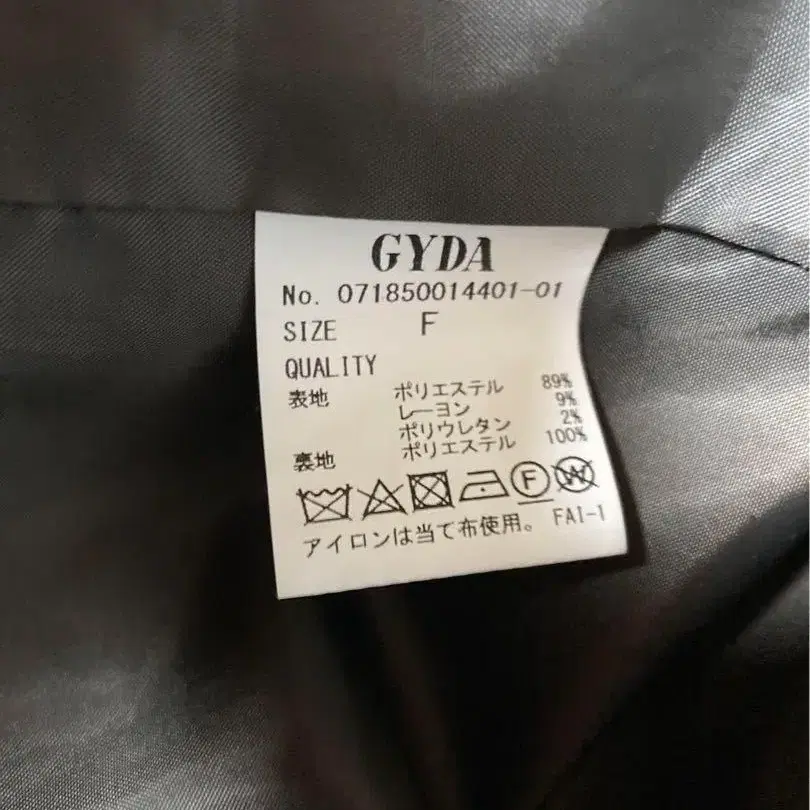 GYDA
No. 071850014401-01
SIZE F
QUALITY
表地 ポリエステル 89%
レーヨン 9%
ポリウレタン 2%
裏地 ポリエステル 100%
F W
アイロンは当て布使用。 FAI-1